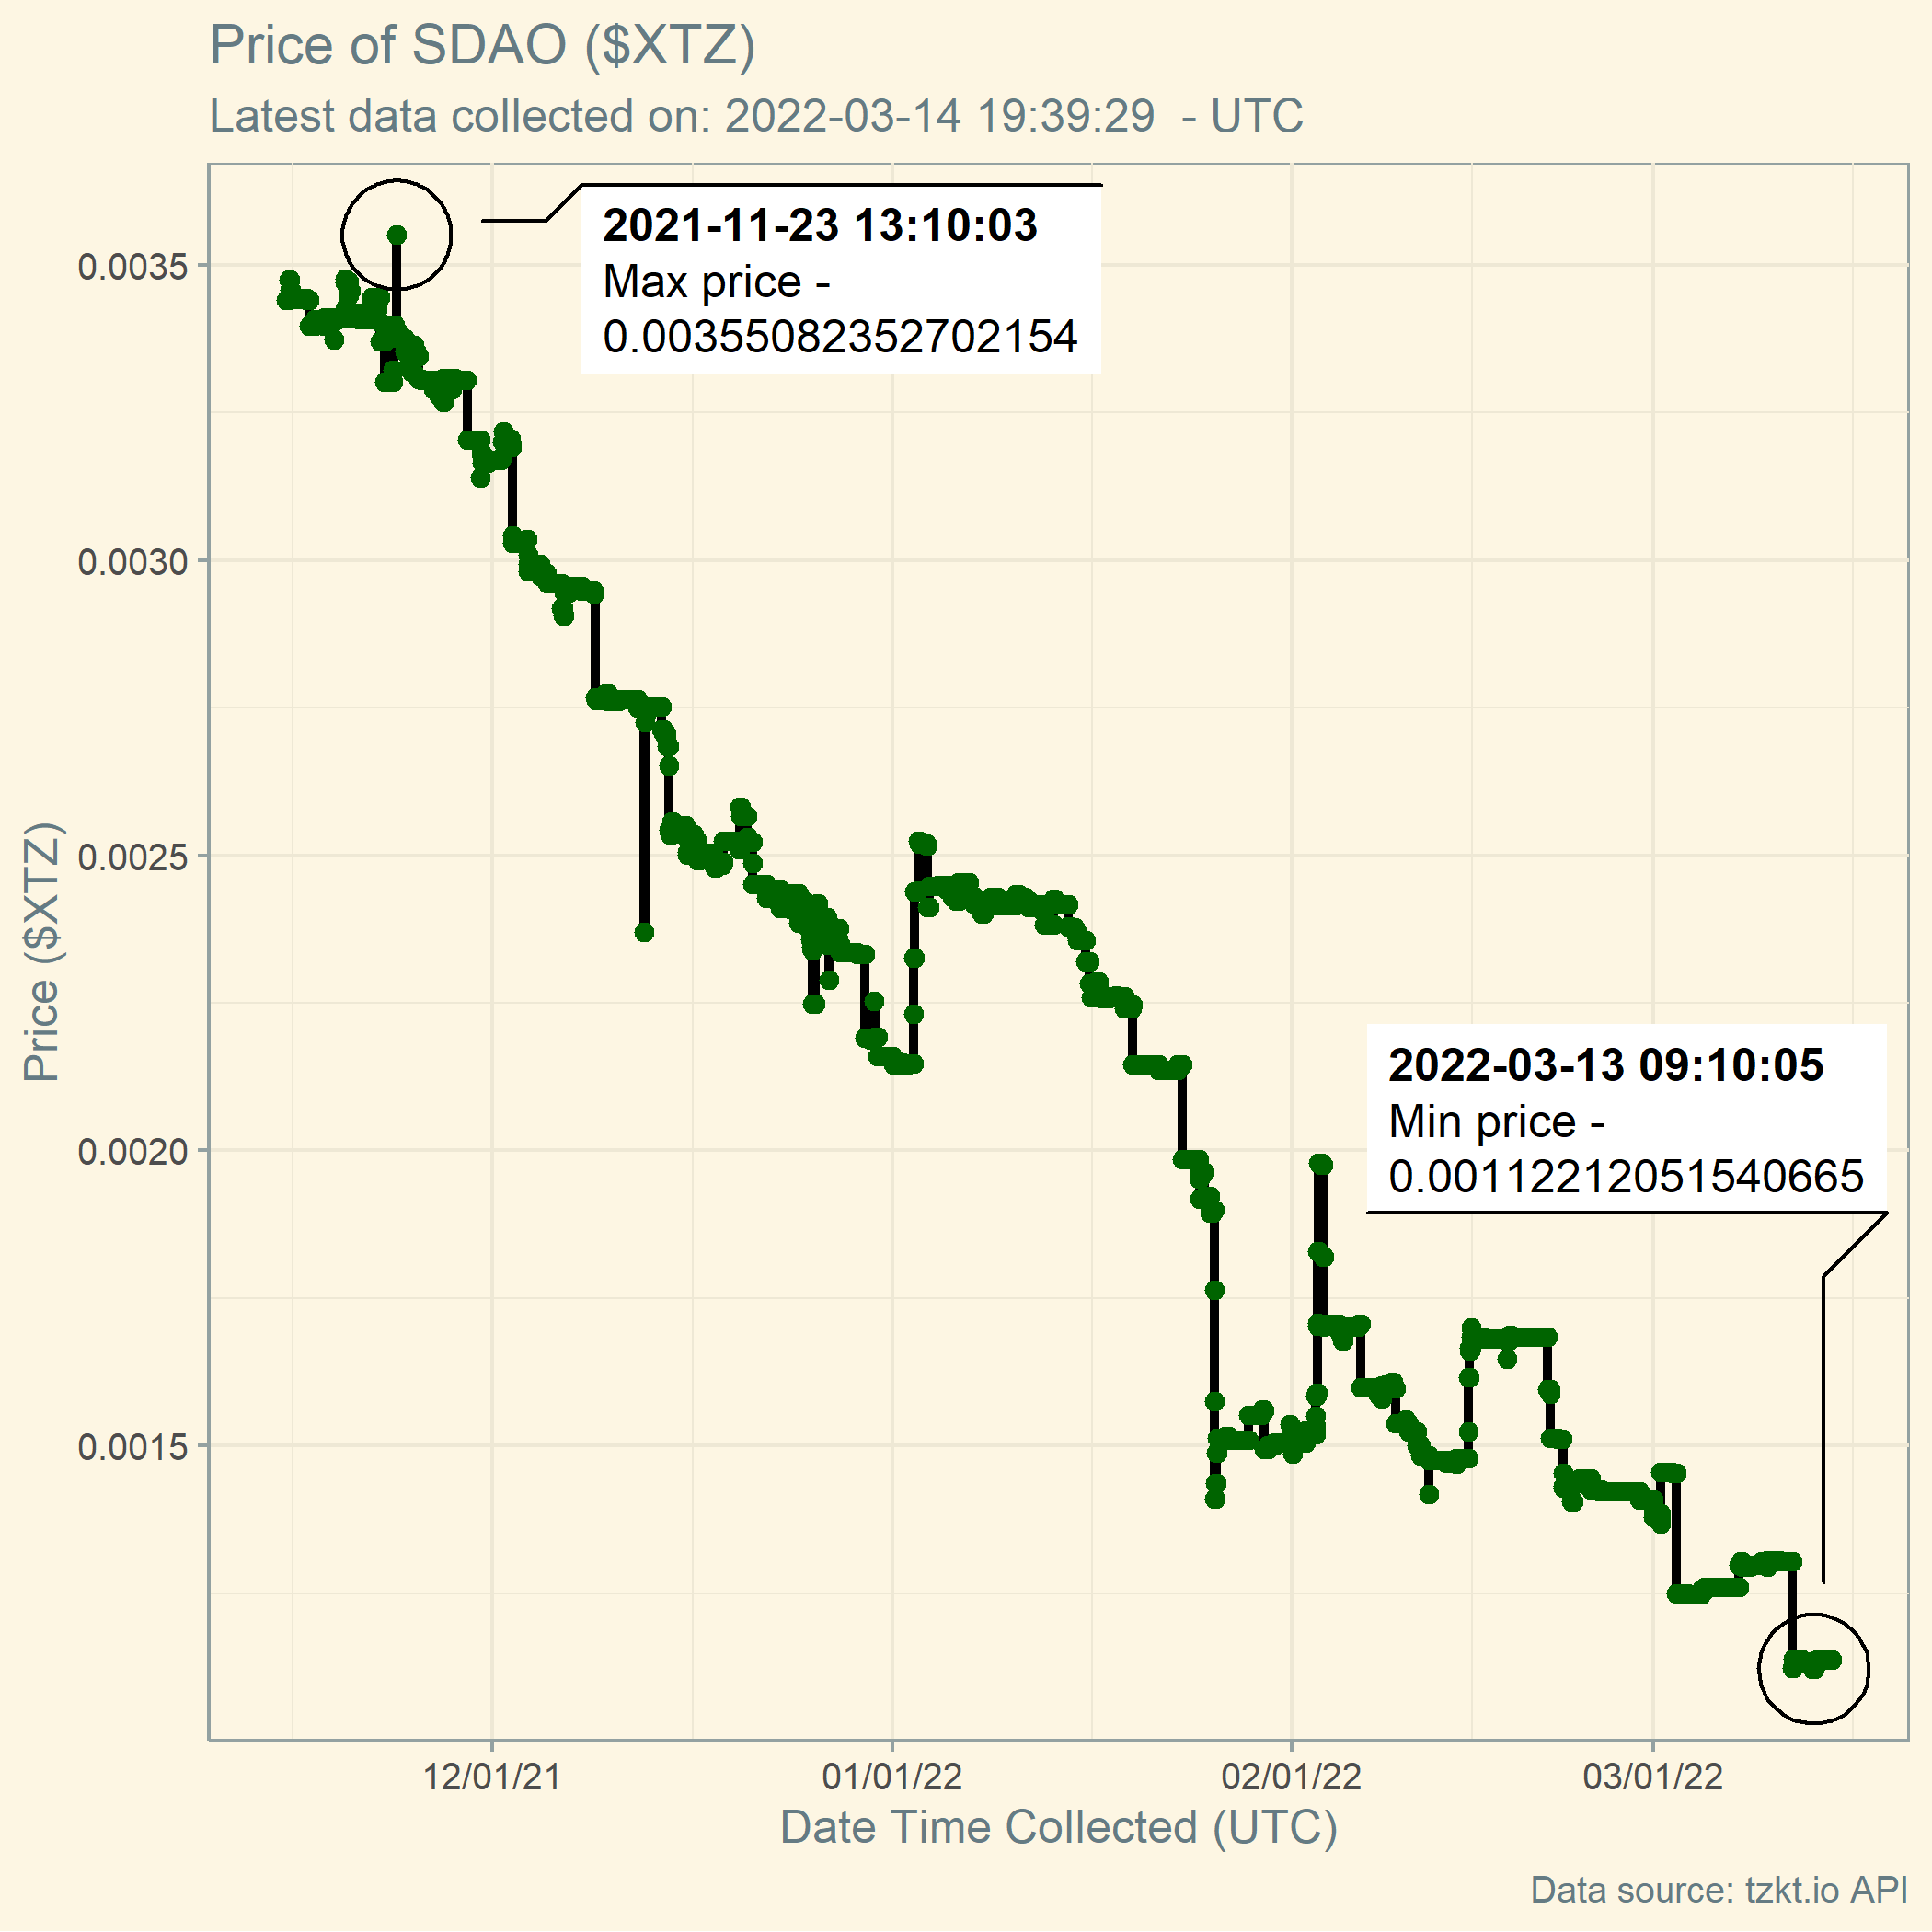 Price of SDAO ($XTZ)
Latest data collected on: 2022-03-14 19:39:29  - UTC
2021-11-23 13:10:03
Max price -
0.00355082352702154
0.0035
0.0030
0.0025
0.0020
0.0015
Price ($XTZ)
2022-03-13 09:10:05
Min price -
0.00112212051540665
12/01/21
01/01/22
02/01/22
03/01/22
Date Time Collected (UTC)
Data source: tzkt.io API